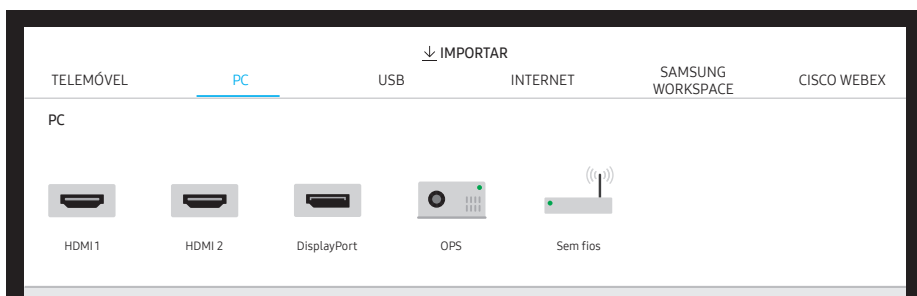 IMPORTAR
TELEMÓVEL PC USB INTERNET SAMSUNG WORKSPACE CISCO WEBEX
PC
HDMI 1 HDMI 2 DisplayPort OPS Sem fios